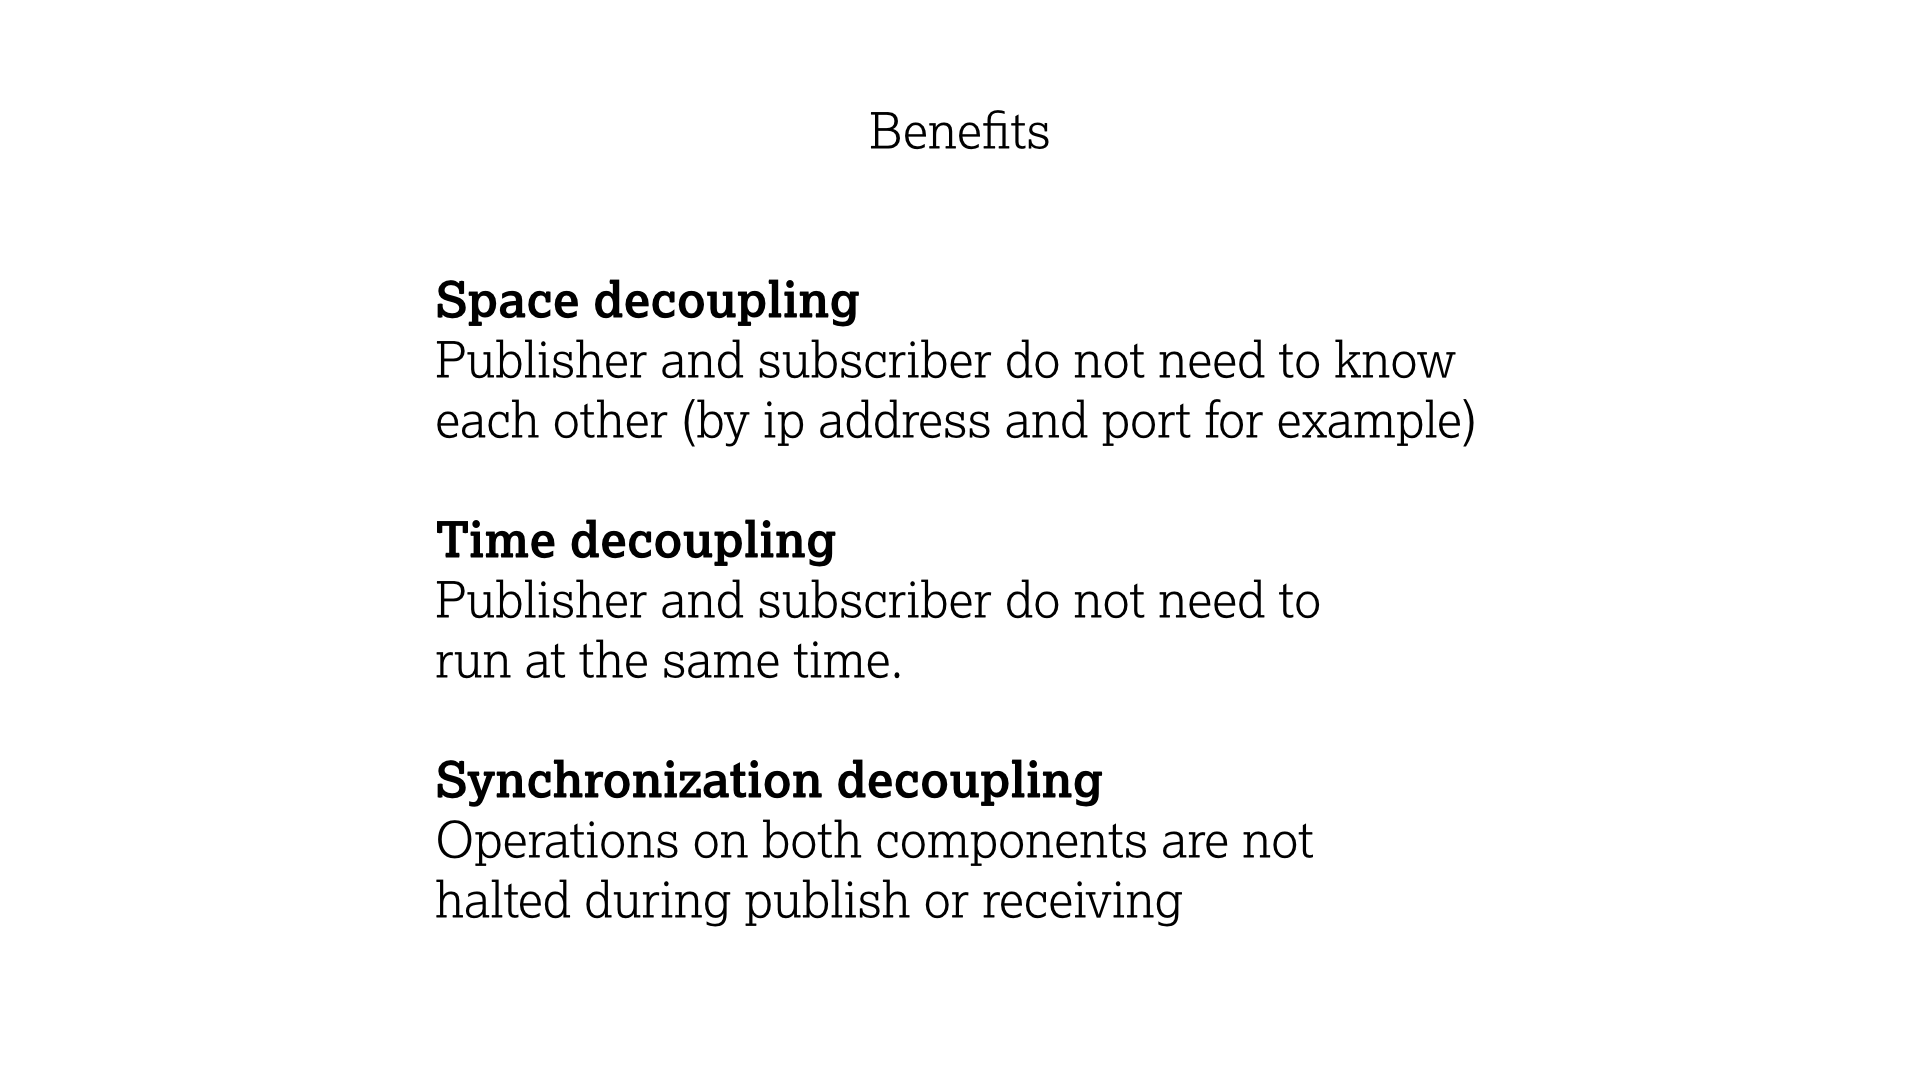 Benefits
Space decoupling
Publisher and subscriber do not need to know
each other (by ip address and port for example)
Time decoupling
Publisher and subscriber do not need to
run at the same time.
Synchronization decoupling
Operations on both components are not
halted during publish or receiving